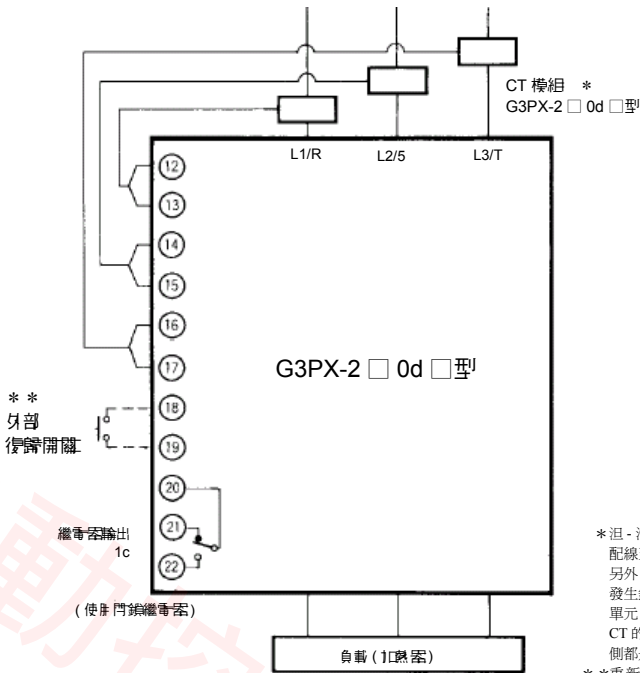 CT 模組 *
G3PX-2 □ 0d □型
L1/R L2/5 L3/T
12
13
14
15
16
17
G3PX-2 □ 0d □型
* *
外部
復歸開關
18
19
20
21
22
繼電器輸出
1c
(使用門鎖繼電器)
負載 (加熱器)
配線
另外
發生
單元
CT 的
側都